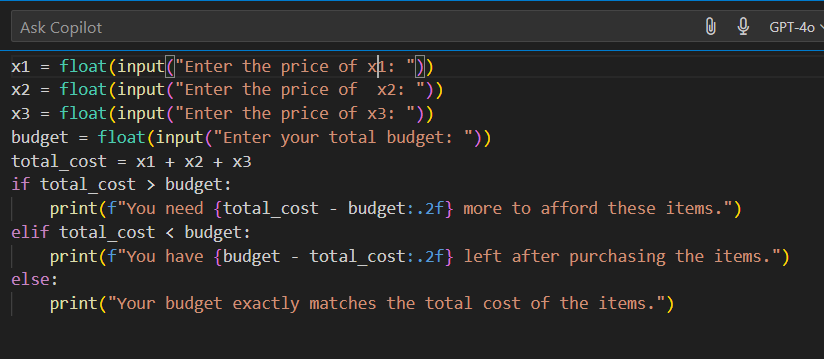 Ask Copilot GPT-4o
x1 = float(input("Enter the price of x1: "))
x2 = float(input("Enter the price of  x2: "))
x3 = float(input("Enter the price of x3: "))
budget = float(input("Enter your total budget: "))
total_cost = x1 + x2 + x3
if total_cost > budget:
    print(f"You need {total_cost - budget:.2f} more to afford these items.")
elif total_cost < budget:
    print(f"You have {budget - total_cost:.2f} left after purchasing the items.")
else:
    print("Your budget exactly matches the total cost of the items.")